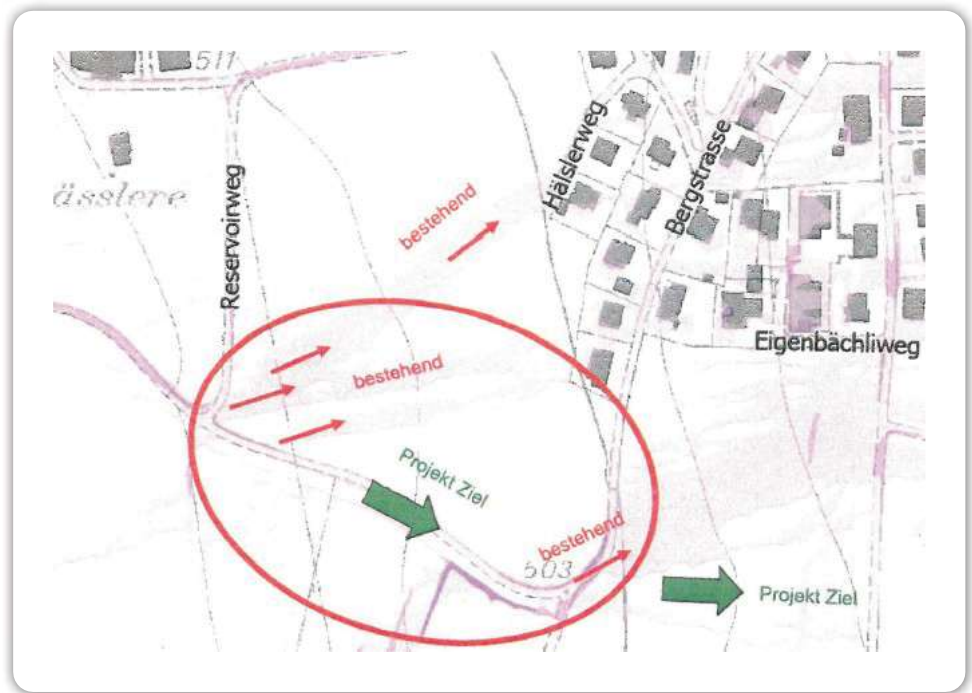 511
ässlere
Reservoirweg
bestehend
Hälslerweg
Bergstrasse
Eigenbächliweg
bestehend
Projekt Ziel
bestehend
503
Projekt Ziel